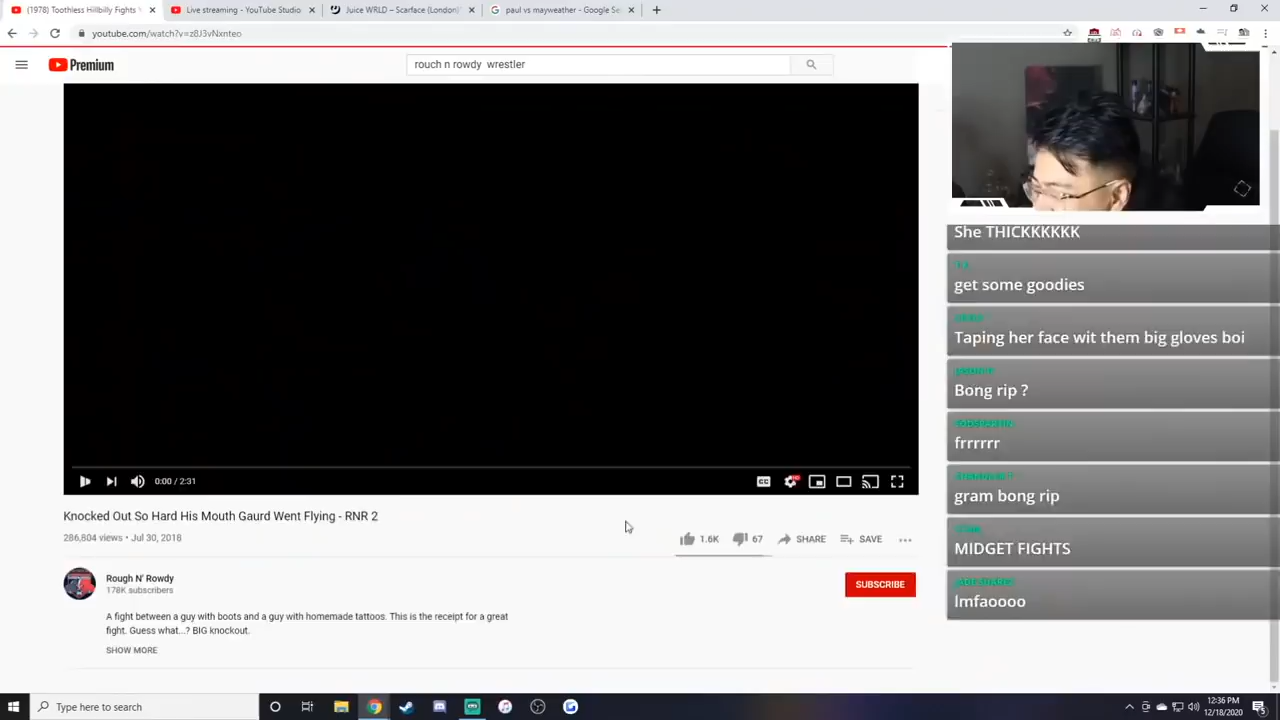 (1978) Toothless Hillbilly Fights
Live streaming - YouTube Studio
Juice WRLD – Scarface (London
paul vs mayweather - Google Se
youtube.com/watch?v=z8J3vNxnteo
Premium
rouch n rowdy  wrestler
0:00 / 2:31
CC
Knocked Out So Hard His Mouth Gaurd Went Flying - RNR 2
286,804 views • Jul 30, 2018
1.6K
67
SHARE
SAVE
Rough N' Rowdy
178K subscribers
SUBSCRIBE
A fight between a guy with boots and a guy with homemade tattoos. This is the receipt for a great
fight. Guess what...? BIG knockout.
SHOW MORE
She THICKKKKKK
get some goodies
Taping her face wit them big gloves boi
Bong rip ?
frrrrrr
gram bong rip
MIDGET FIGHTS
lmfaoooo
Type here to search
12:36 PM
12/18/2020